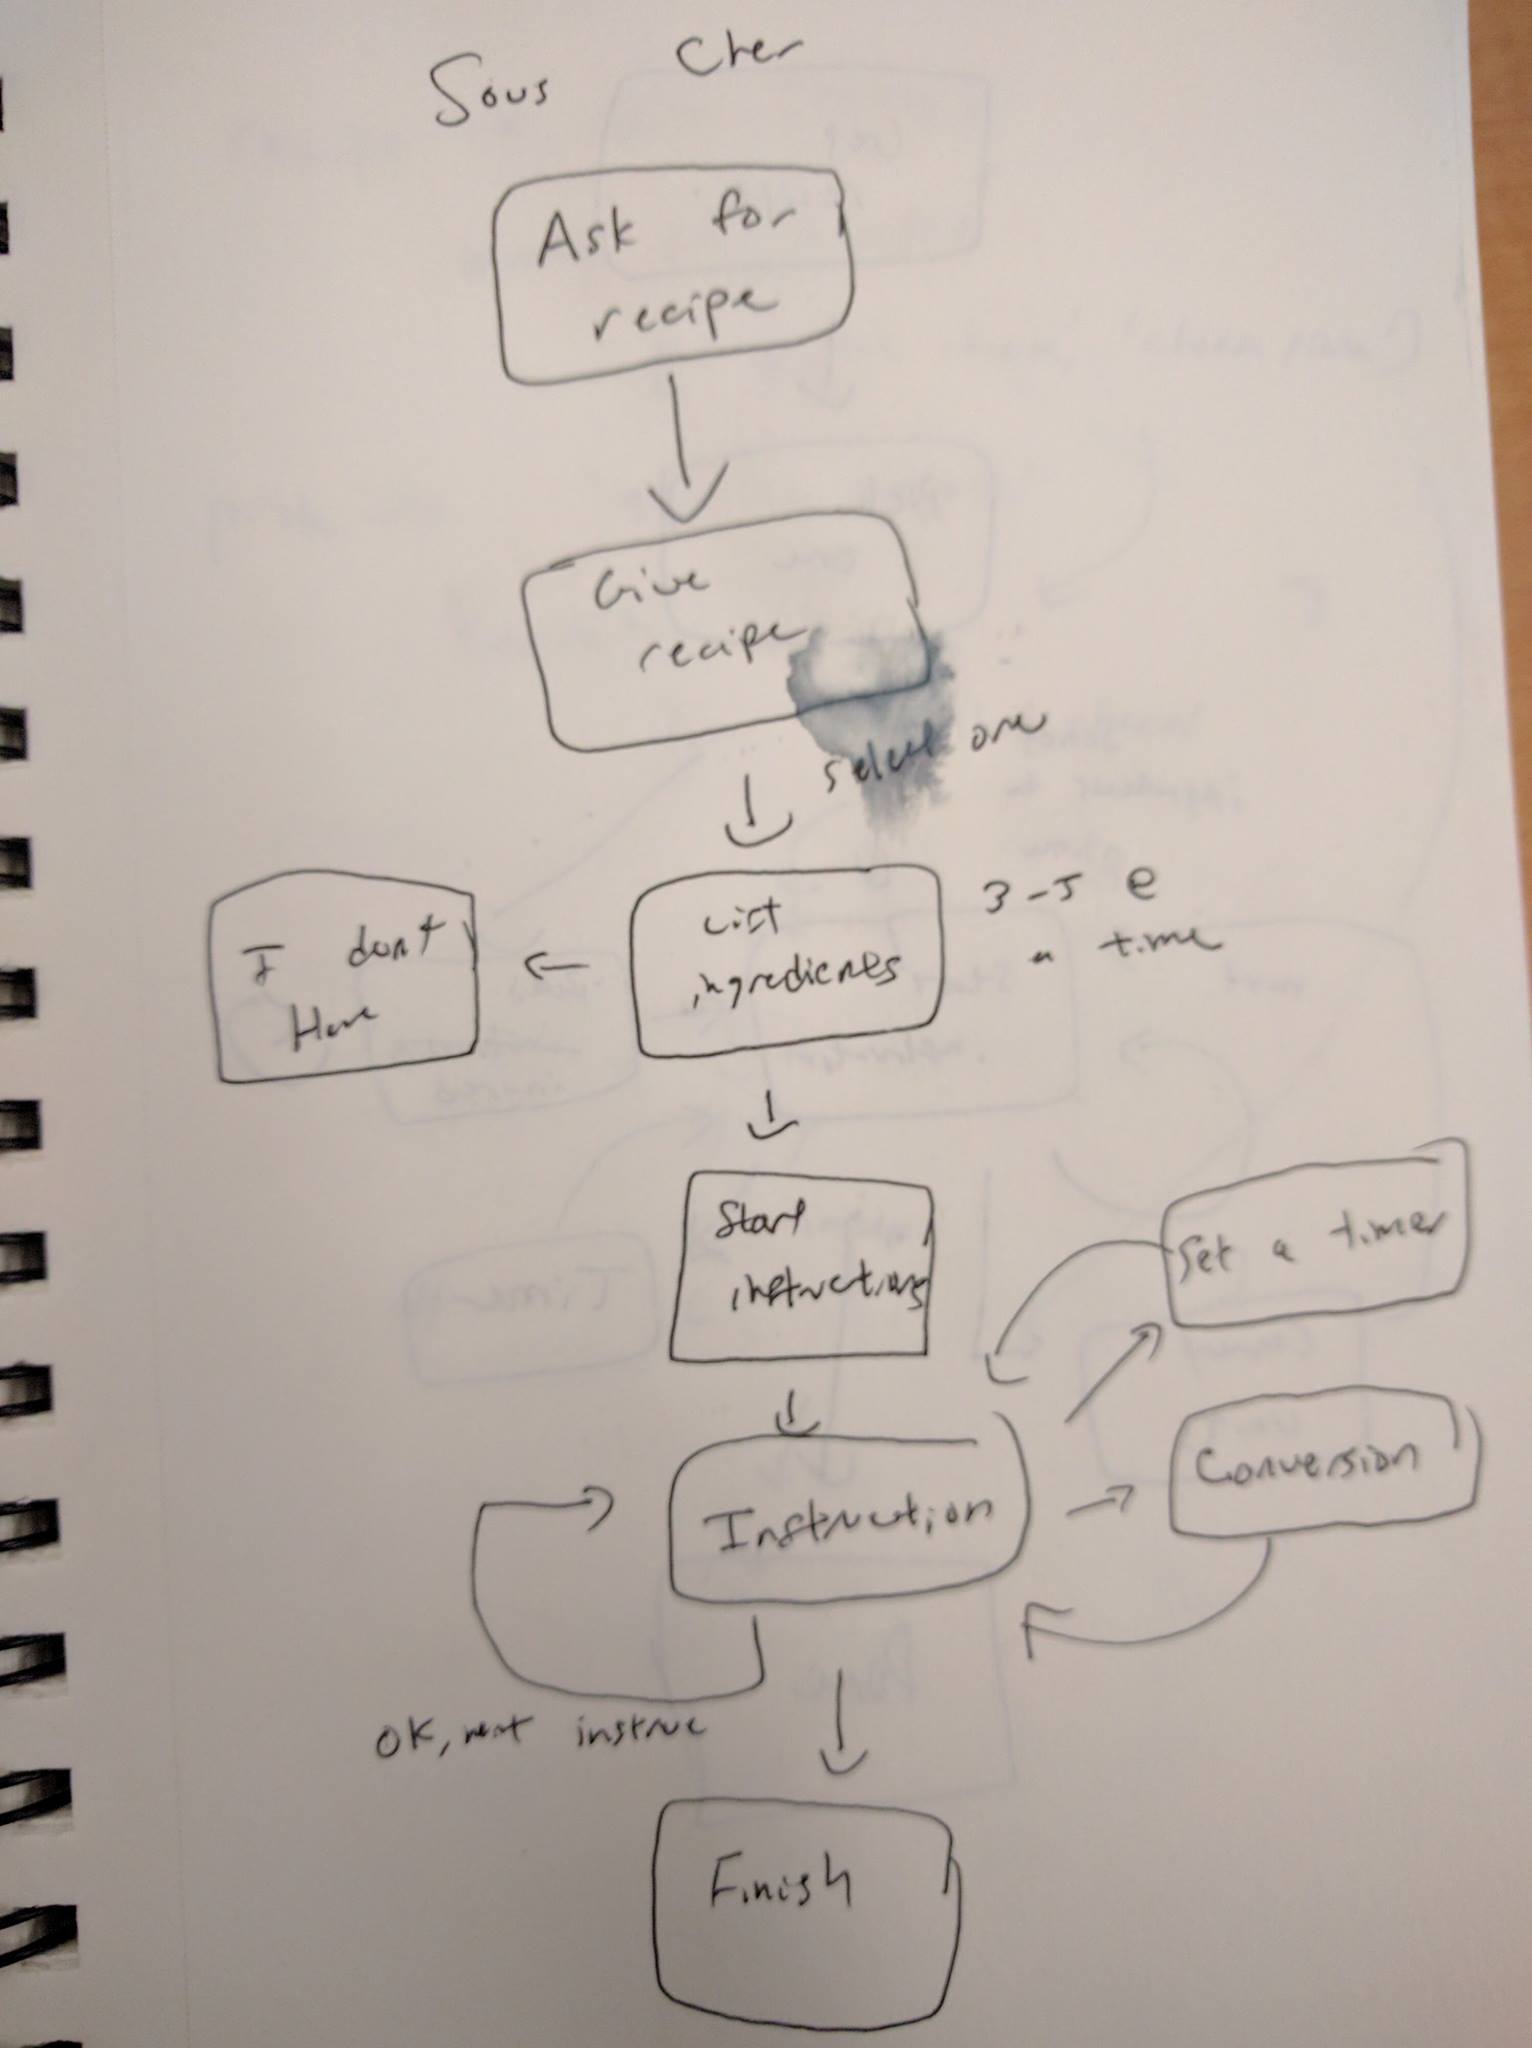 Sous Chef
Ask for
recipe
Give
recipe
select one
List
ingredients
3-5 @
a time
I don't
Have
Start
instructions
Set a timer
Instruction
Conversion
OK, next instruc
Finish